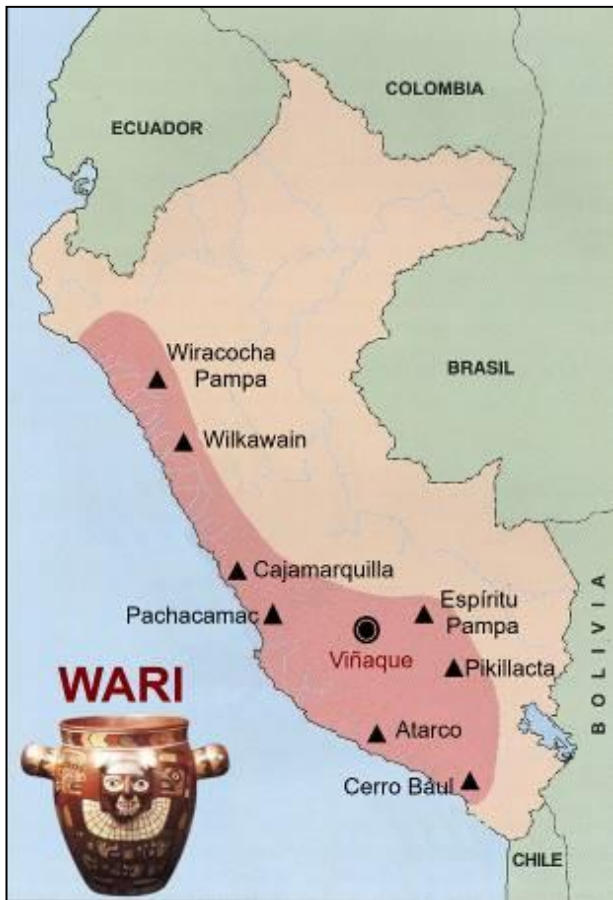 COLOMBIA
ECUADOR
Wiracocha
Pampa
BRASIL
Wilkawain
Cajamarquilla
Espíritu
Pampa
Pachacamac
Viñaque
Pikillacta
WARI
BOLIVIA
Atarco
Cerro Baúl
CHILE